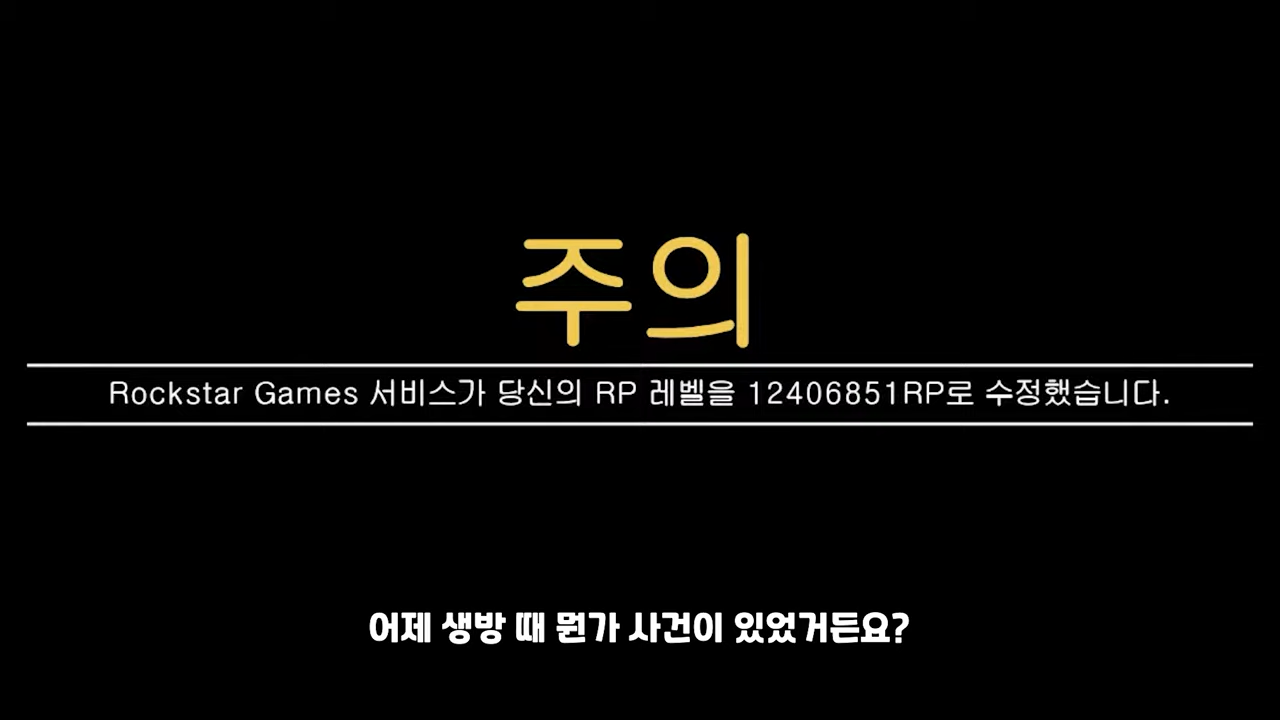 주의
Rockstar Games 서비스가 당신의 RP 레벨을 12406851RP로 수정했습니다.
어제 생방 때 뭔가 사건이 있었거든요?